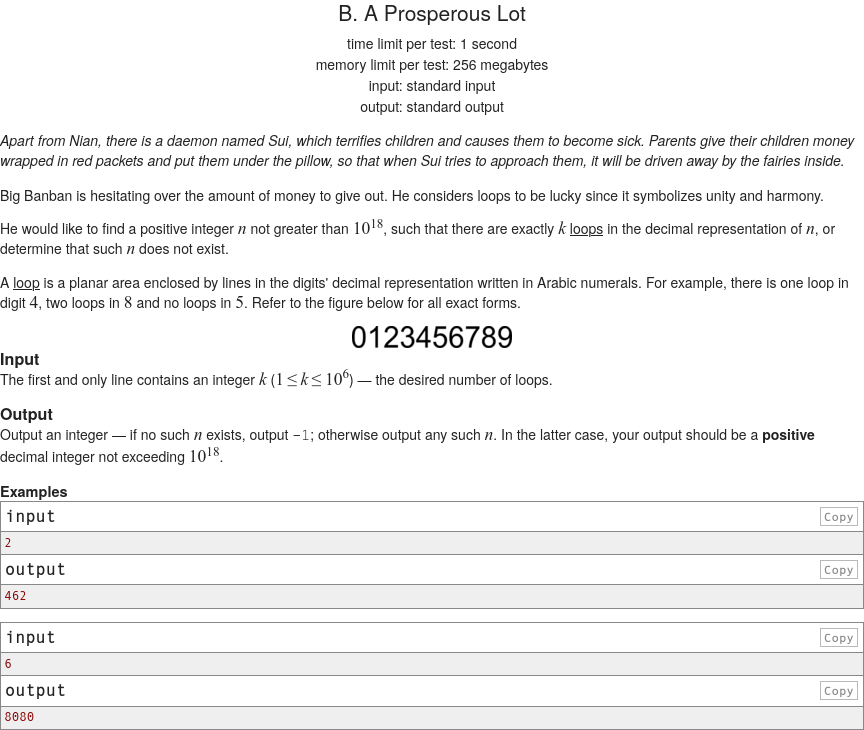 B. A Prosperous Lot
time limit per test: 1 second
memory limit per test: 256 megabytes
input: standard input
output: standard output
Apart from Nian, there is a daemon named Sui, which terrifies children and causes them to become sick. Parents give their children money
wrapped in red packets and put them under the pillow, so that when Sui tries to approach them, it will be driven away by the fairies inside.
Big Banban is hesitating over the amount of money to give out. He considers loops to be lucky since it symbolizes unity and harmony.
He would like to find a positive integer n not greater than 10^18, such that there are exactly k loops in the decimal representation of n, or
determine that such n does not exist.
A loop is a planar area enclosed by lines in the digits' decimal representation written in Arabic numerals. For example, there is one loop in
digit 4, two loops in 8 and no loops in 5. Refer to the figure below for all exact forms.
0123456789
Input
The first and only line contains an integer k (1 ≤ k ≤ 10^6) — the desired number of loops.
Output
Output an integer — if no such n exists, output -1; otherwise output any such n. In the latter case, your output should be a positive
decimal integer not exceeding 10^18.
Examples
input Copy
2
output Copy
462
input Copy
6
output Copy
8080